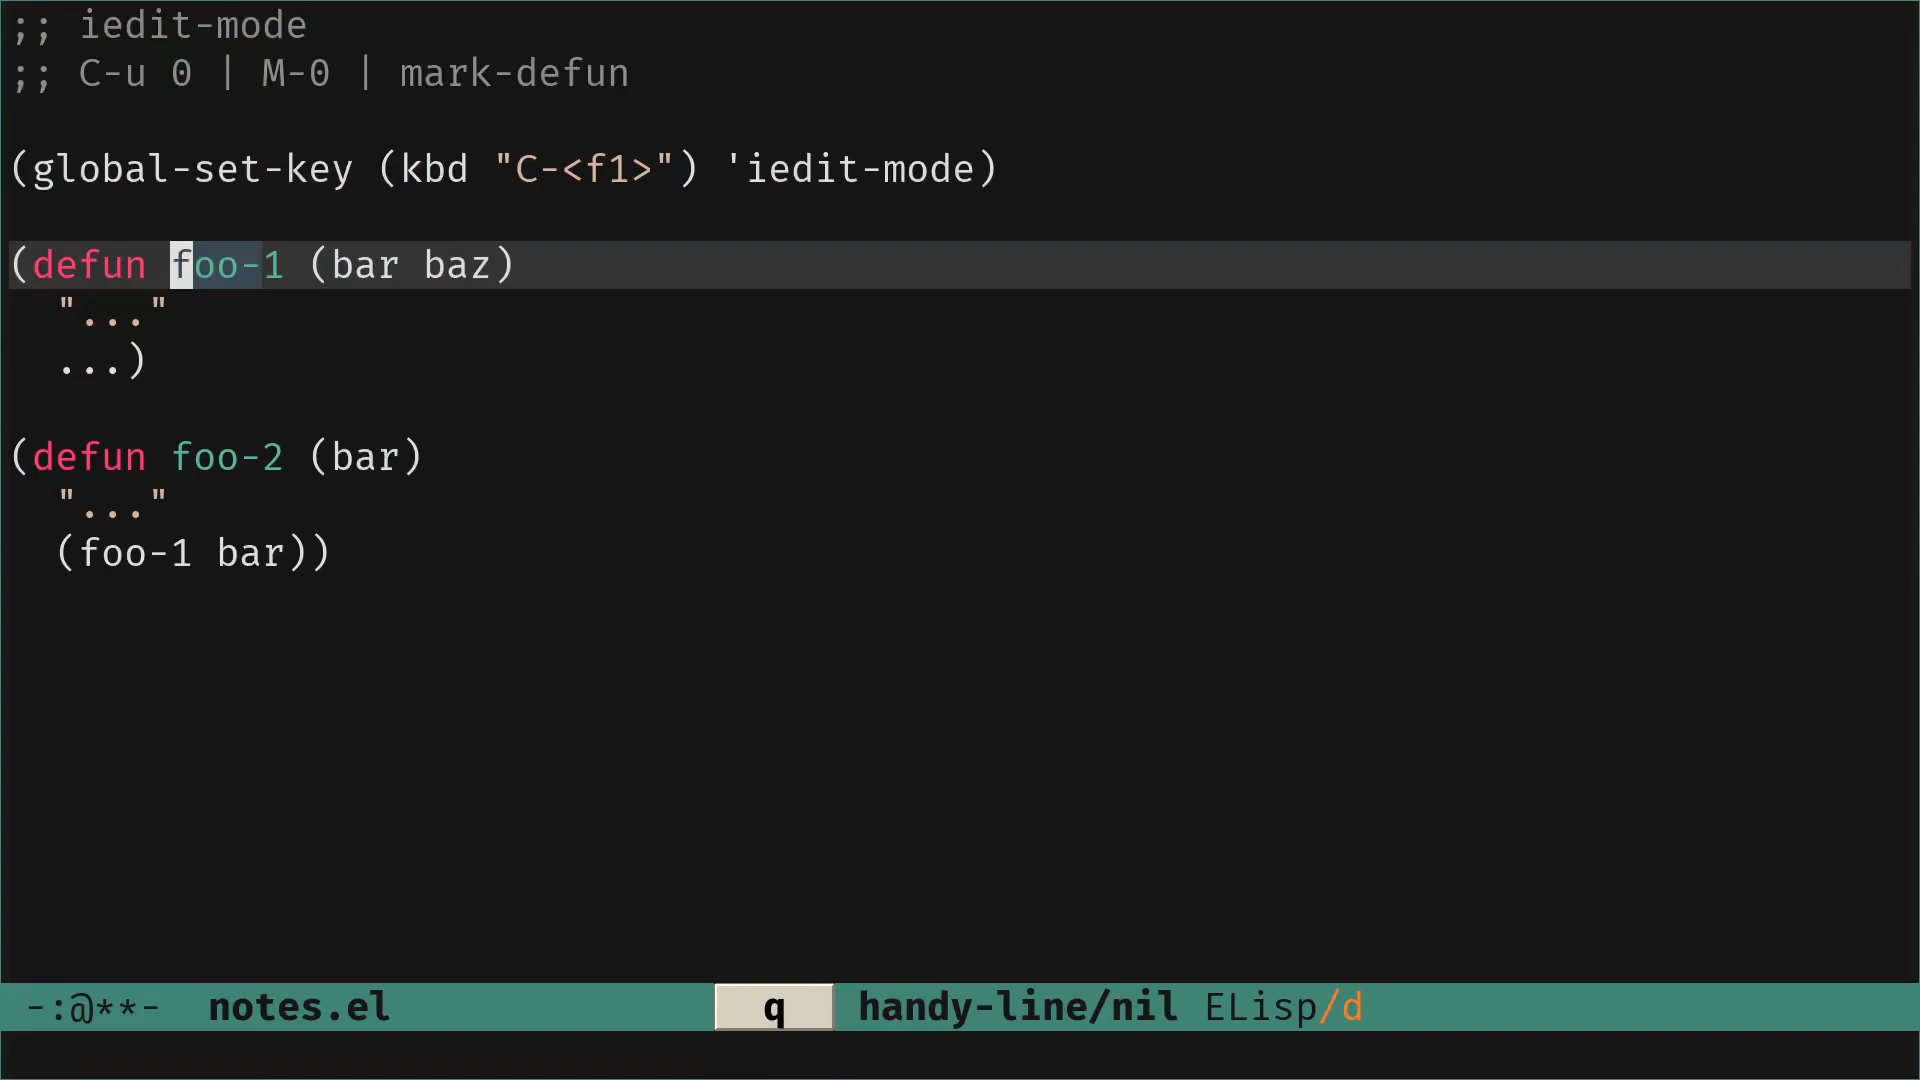 ;; iedit-mode
;; C-u 0 | M-0 | mark-defun
(global-set-key (kbd "C-<f1>") 'iedit-mode)
(defun foo-1 (bar baz)
"..."
...)
(defun foo-2 (bar)
"..."
(foo-1 bar))
-:@**- notes.el q handy-line/nil ELisp/d